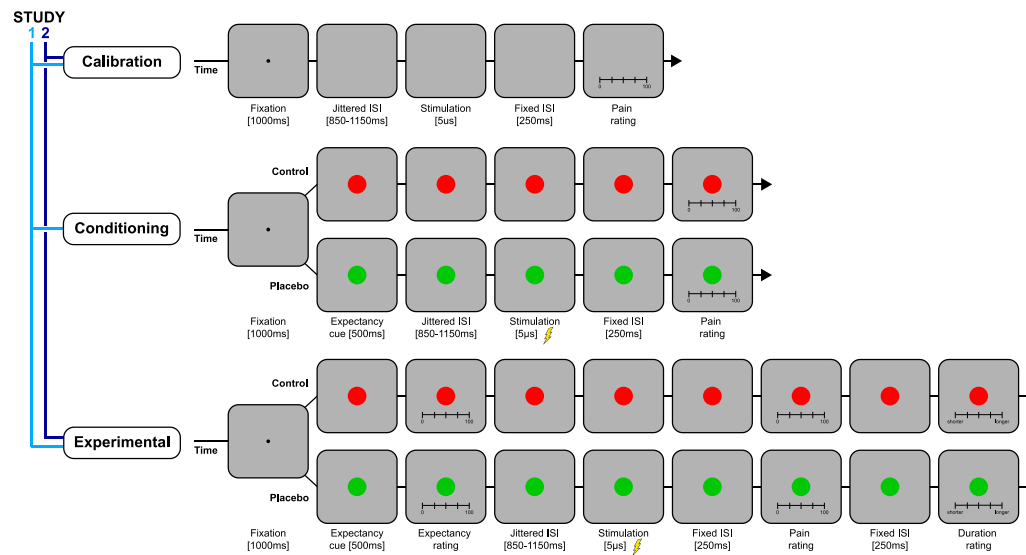 STUDY
1 2
Calibration
Time
0 100
Fixation
[1000ms]
Jittered ISI
[850-1150ms]
Stimulation
[5us]
Fixed ISI
[250ms]
Pain
rating
Control
0 100
Conditioning
Time
Placebo
0 100
Fixation
[1000ms]
Expectancy
cue [500ms]
Jittered ISI
[850-1150ms]
Stimulation
[5µs]
Fixed ISI
[250ms]
Pain
rating
Control
0 100
0 100
shorter longer
Experimental
Time
Placebo
0 100
0 100
shorter longer
Fixation
[1000ms]
Expectancy
cue [500ms]
Expectancy
rating
Jittered ISI
[850-1150ms]
Stimulation
[5µs]
Fixed ISI
[250ms]
Pain
rating
Fixed ISI
[250ms]
Duration
rating